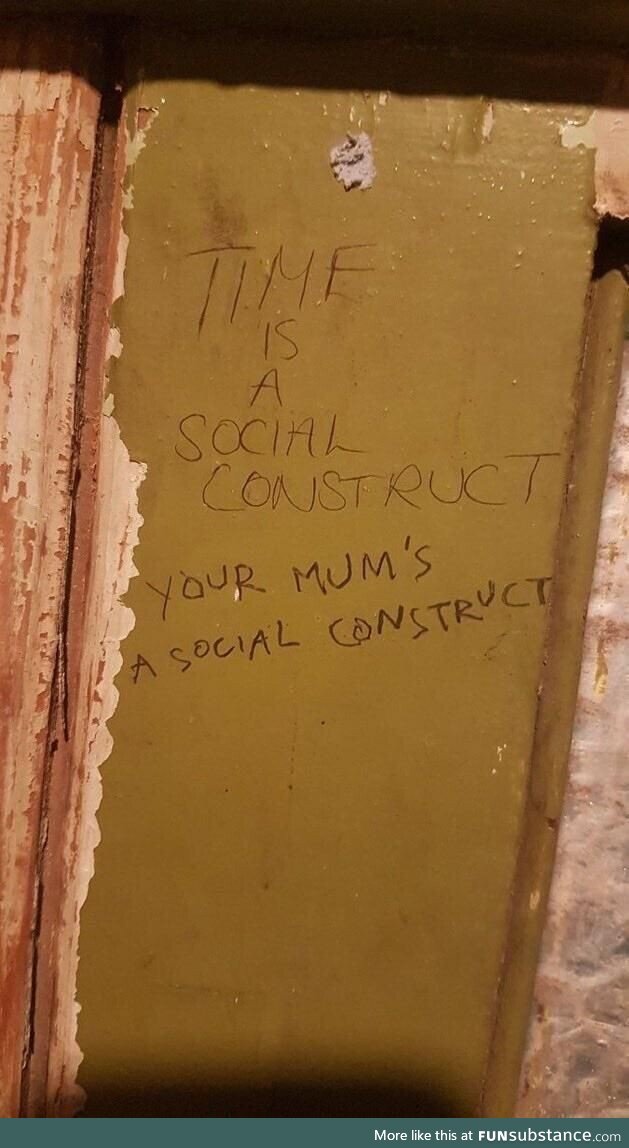 TIME
IS
A
SOCIAL
CONSTRUCT
YOUR MUM'S
A SOCIAL CONSTRUCT
More like this at FUNsubstance.com